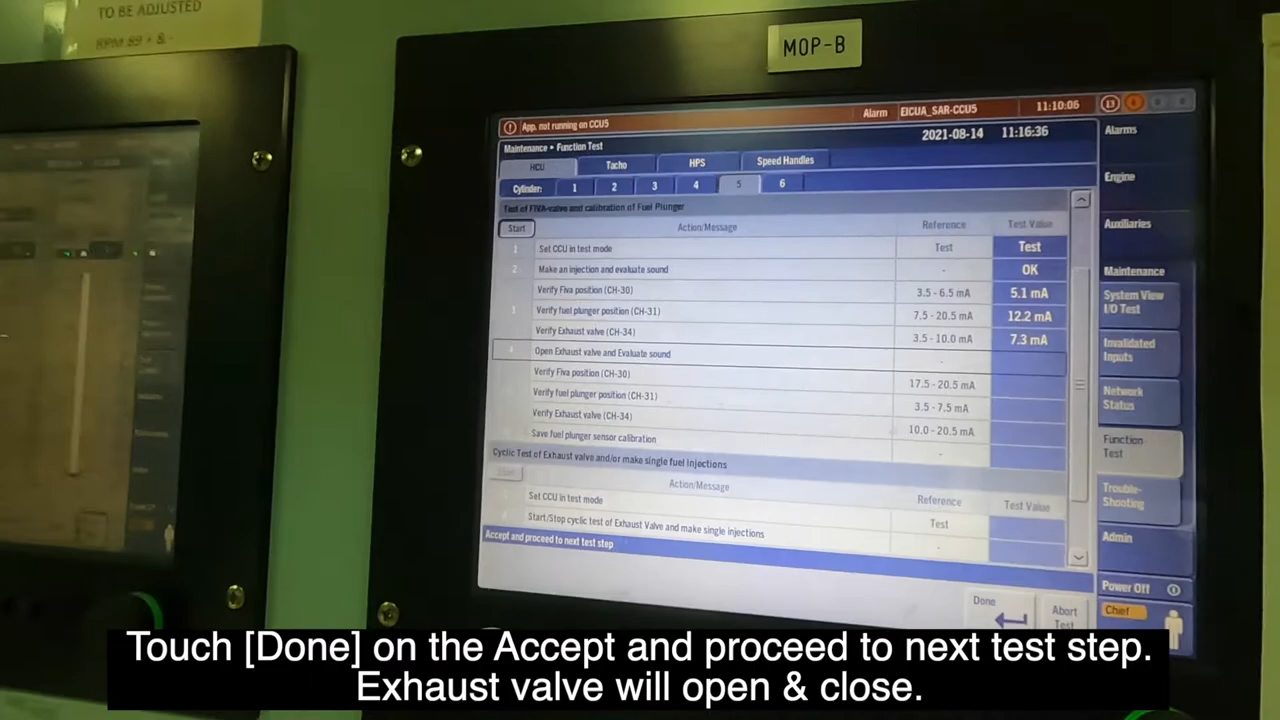 TO BE ADJUSTED
RPM 89 + & -
MOP-B
App. not running on CCU5 Alarm EICUA_SAR-CCU5 11:10:06 13
Maintenance • Function Test 2021-08-14 11:16:36
HCU Tacho HPS Speed Handles
Cylinder: 1 2 3 4 5 6
Test of FIVA-valve and calibration of Fuel Plunger
Start Action/Message Reference Test Value
1 Set CCU in test mode Test Test
2 Make an injection and evaluate sound - OK
Verify Fiva position (CH-30) 3.5 - 6.5 mA 5.1 mA
3 Verify fuel plunger position (CH-31) 7.5 - 20.5 mA 12.2 mA
Verify Exhaust valve (CH-34) 3.5 - 10.0 mA 7.3 mA
4 Open Exhaust valve and Evaluate sound -
Verify Fiva position (CH-30) 17.5 - 20.5 mA
Verify fuel plunger position (CH-31) 3.5 - 7.5 mA
Verify Exhaust valve (CH-34) 10.0 - 20.5 mA
Save fuel plunger sensor calibration -
Cyclic Test of Exhaust valve and/or make single fuel injections
Start Action/Message Reference Test Value
Set CCU in test mode Test
Start/Stop cyclic test of Exhaust Valve and make single injections -
Accept and proceed to next test step
Done
Abort
Test
Alarms
Engine
Auxiliaries
Maintenance
System View
I/O Test
Invalidated
Inputs
Network
Status
Function
Test
Trouble-
Shooting
Admin
Power Off
Chief
Touch [Done] on the Accept and proceed to next test step.
Exhaust valve will open & close.